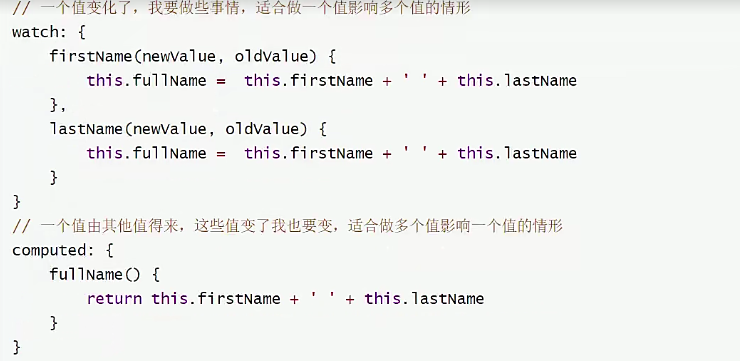 // 一个值变化了，我要做些事情，适合做一个值影响多个值的情形
watch: {
    firstName(newValue, oldValue) {
        this.fullName =  this.firstName + ' ' + this.lastName
    },
    lastName(newValue, oldValue) {
        this.fullName =  this.firstName + ' ' + this.lastName
    }
}
// 一个值由其他值得来，这些值变了我也要变，适合做多个值影响一个值的情形
computed: {
    fullName() {
        return this.firstName + ' ' + this.lastName
    }
}